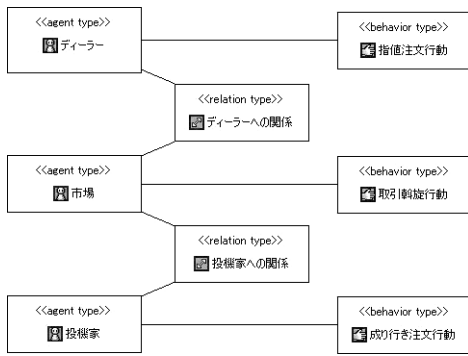 <<agent type>>
ディーラー
<<behavior type>>
指値注文行動
<<relation type>>
ディーラーへの関係
<<agent type>>
市場
<<behavior type>>
取引斡旋行動
<<relation type>>
投機家への関係
<<agent type>>
投機家
<<behavior type>>
成り行き注文行動